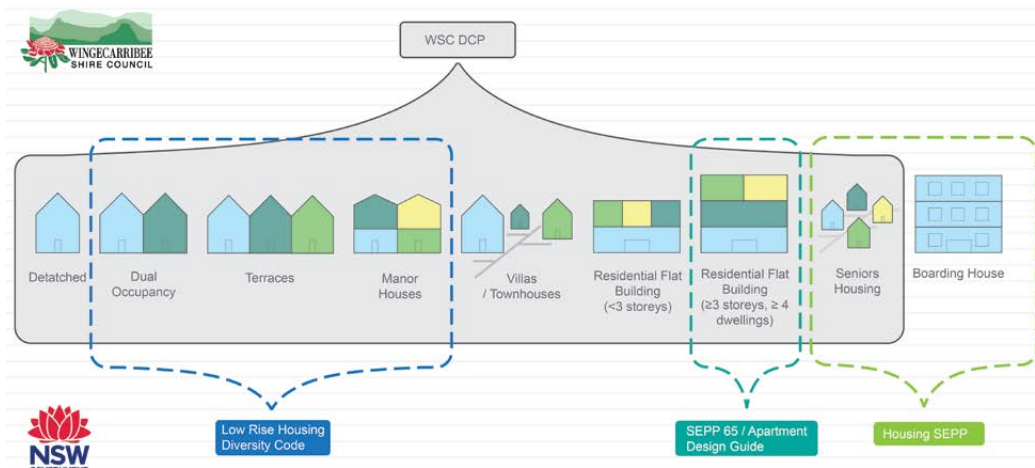 WINGECARRIBEE
SHIRE COUNCIL
WSC DCP
Detatched
Dual
Occupancy
Terraces
Manor
Houses
Villas
/ Townhouses
Residential Flat
Building
(<3 storeys)
Residential Flat
Building
(≥3 storeys, ≥ 4
dwellings)
Seniors
Housing
Boarding House
Low Rise Housing
Diversity Code
SEPP 65 / Apartment
Design Guide
Housing SEPP
NSW
GOVERNMENT